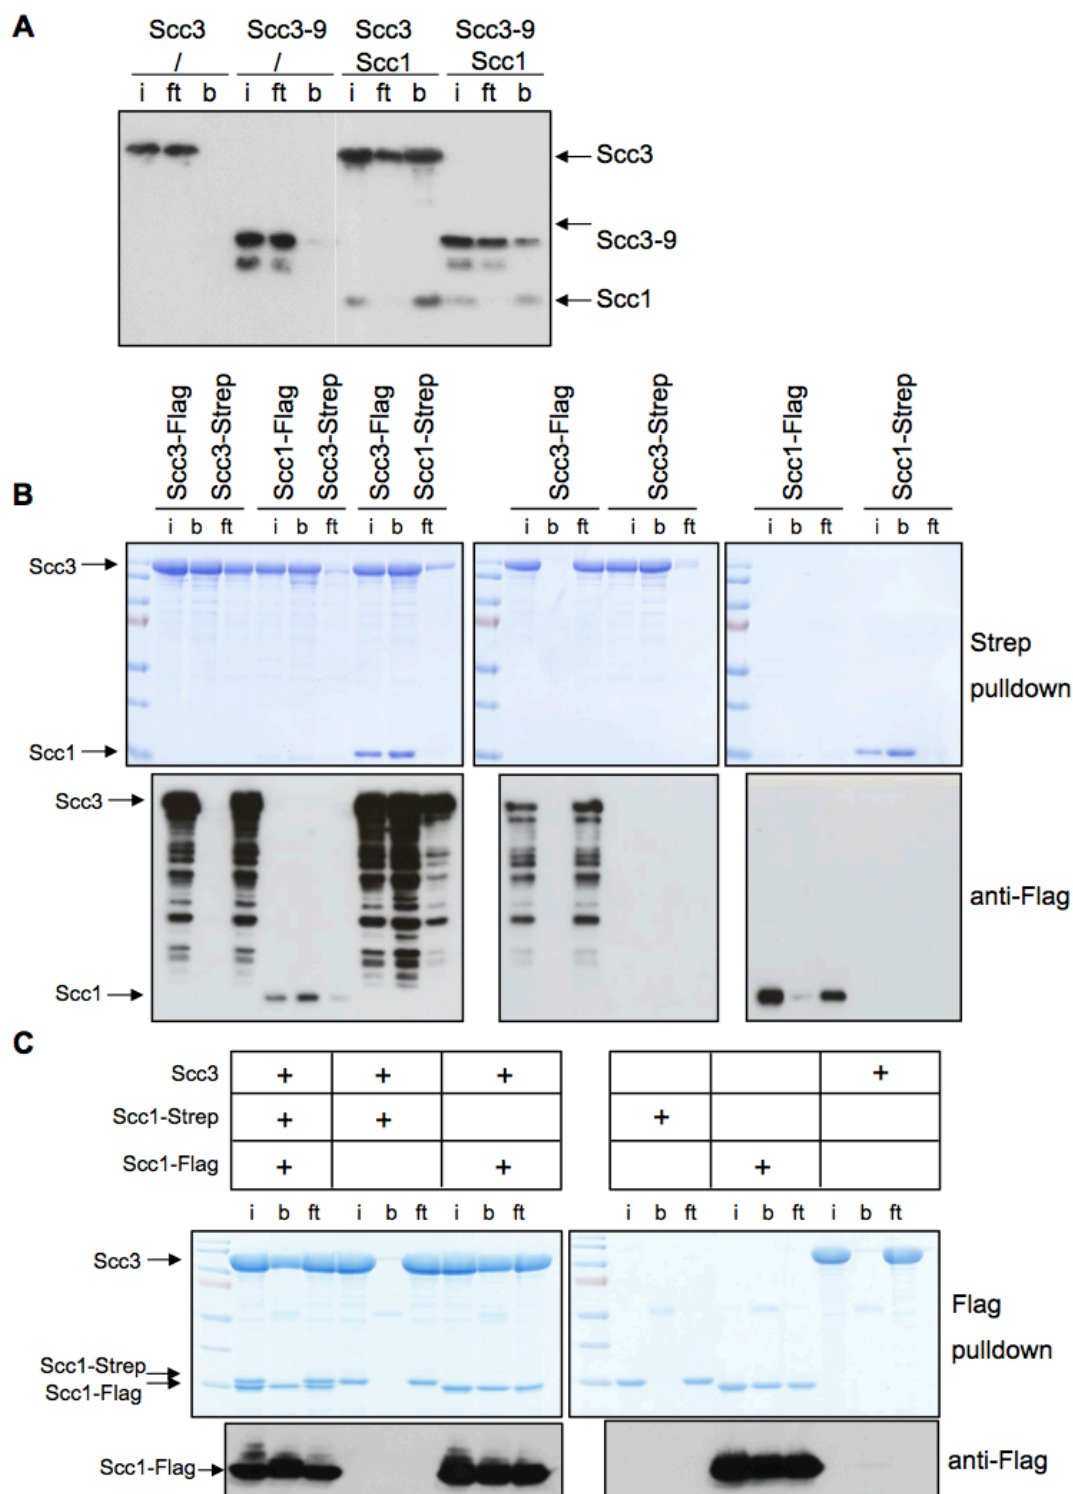 A
Scc3 Scc3-9 Scc3 Scc3-9
/ / Scc1 Scc1
i ft b i ft b i ft b i ft b
Scc3
Scc3-9
Scc1
B
Scc3-Flag
Scc3-Strep
Scc1-Flag
Scc3-Strep
Scc3-Flag
Scc1-Strep
Scc3-Flag
Scc3-Strep
Scc1-Flag
Scc1-Strep
i b ft i b ft i b ft i b ft i b ft i b ft i b ft
Scc3
Scc1
Strep
pulldown
Scc3
Scc1
anti-Flag
C
Scc3 + + + +
Scc1-Strep + + +
Scc1-Flag + + +
i b ft i b ft i b ft i b ft i b ft i b ft
Scc3
Scc1-Strep
Scc1-Flag
Flag
pulldown
Scc1-Flag
anti-Flag